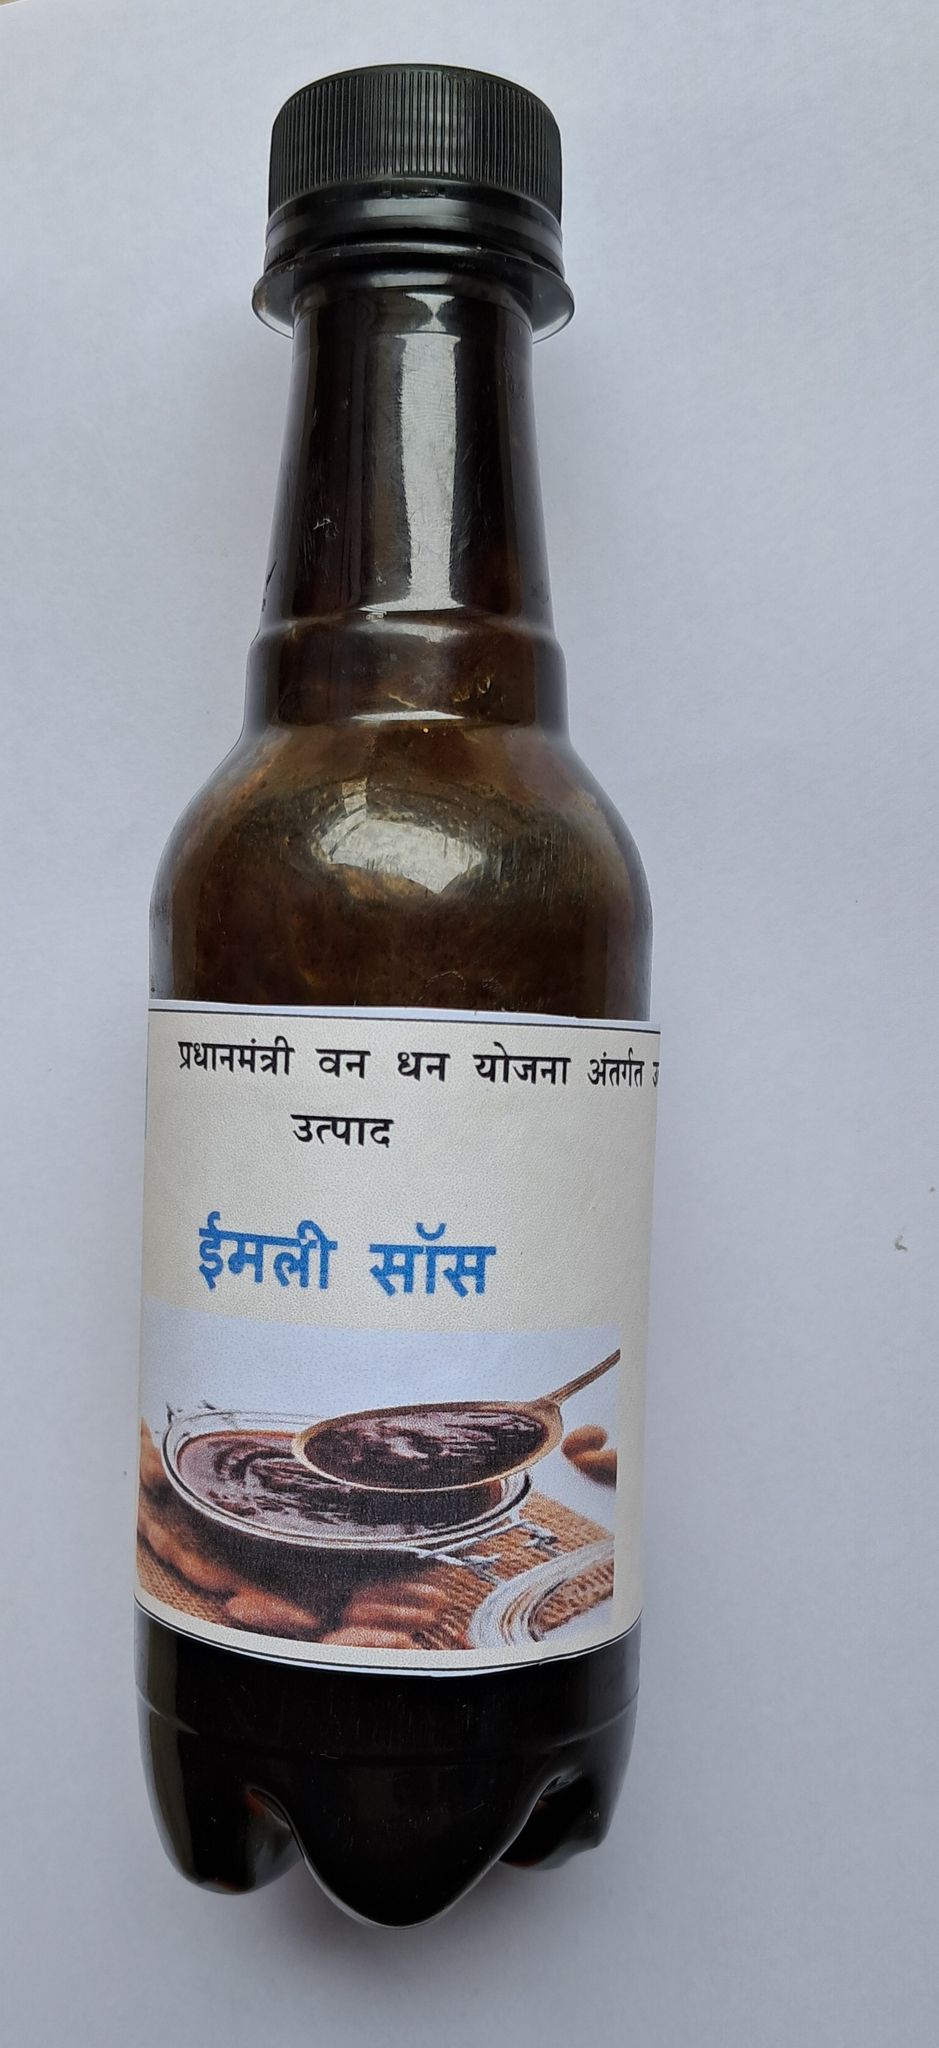 प्रधानमंत्री वन धन योजना अंतर्गत
उत्पाद
ईमली सॉस